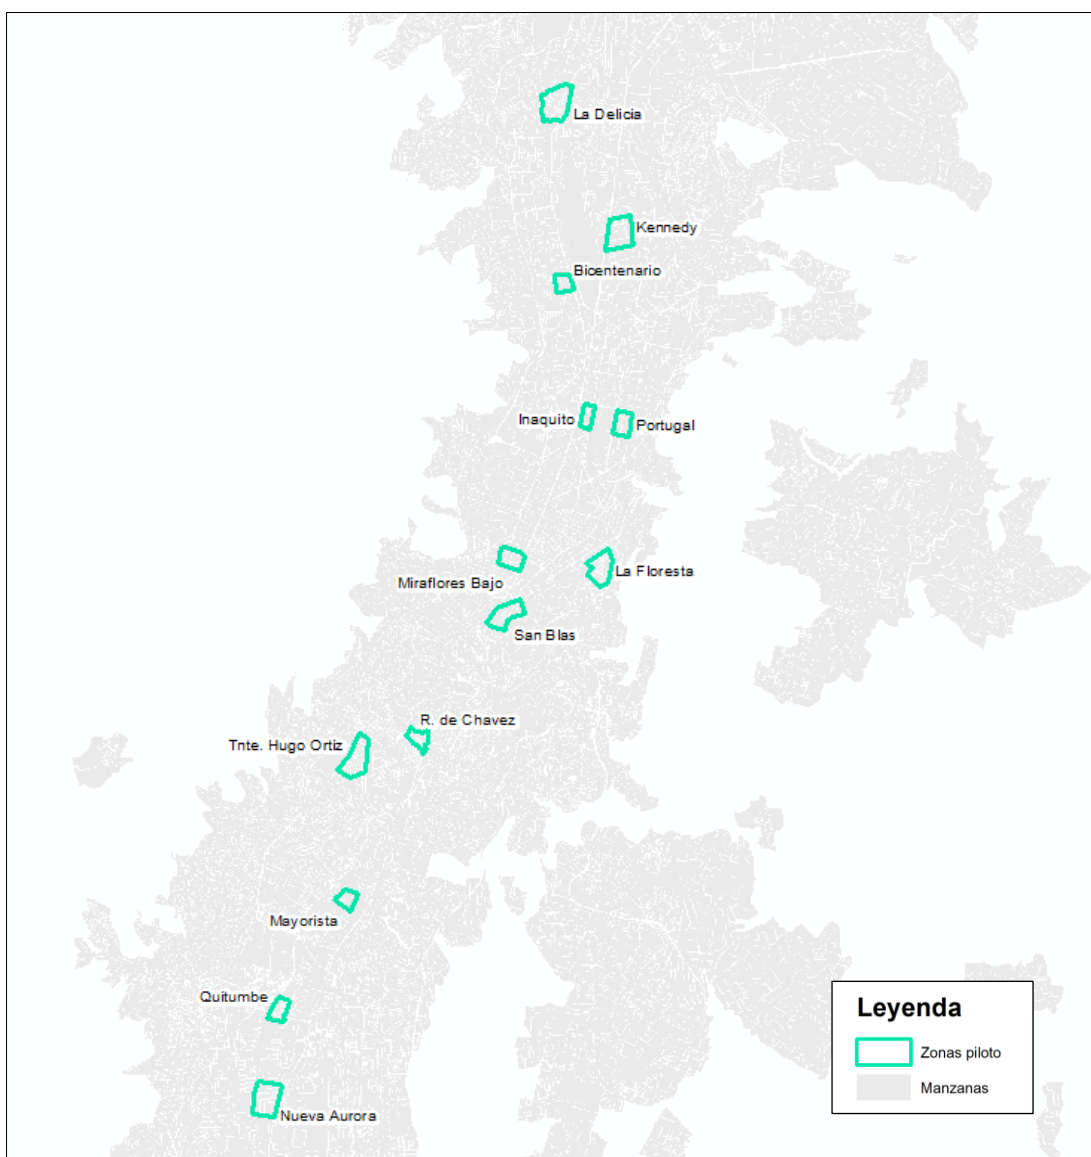 La Delicia
Kennedy
Bicentenario
Inaquito
Portugal
Miraflores Bajo
La Floresta
San Blas
R. de Chavez
Tnte. Hugo Ortiz
Mayorista
Quitumbe
Nueva Aurora
Leyenda
Zonas piloto
Manzanas